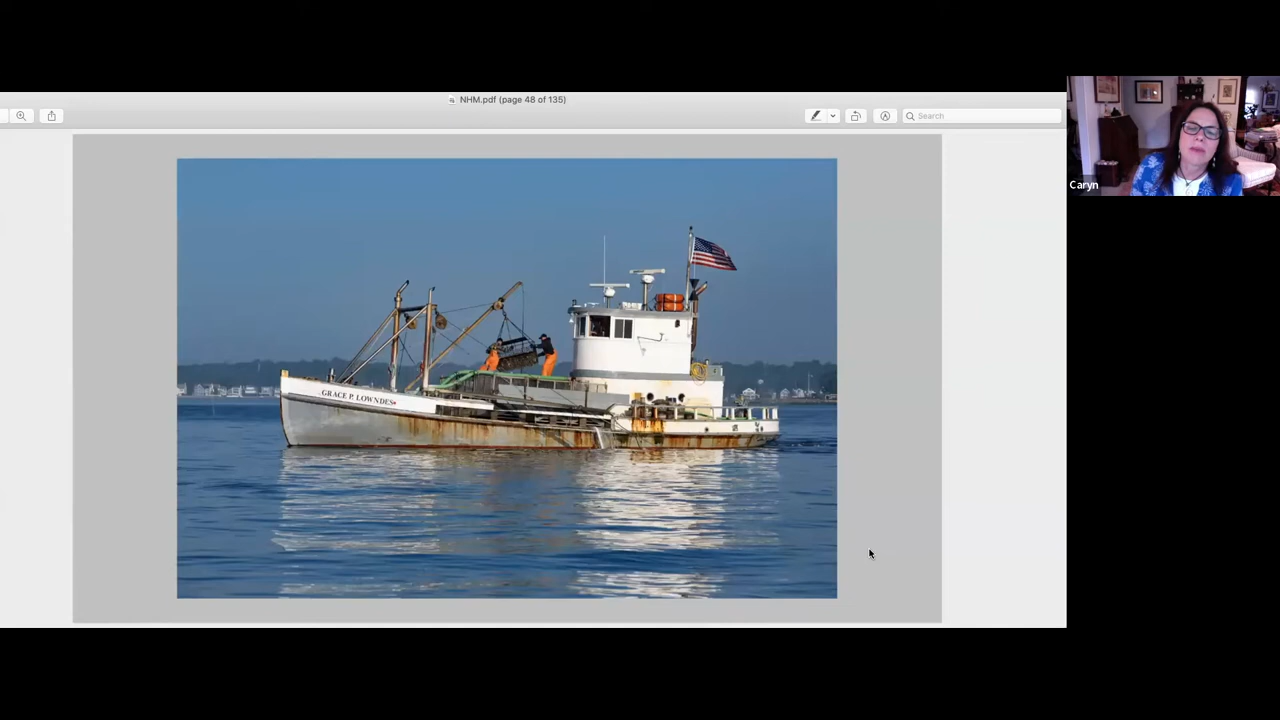 NHM.pdf (page 48 of 135)
Search
Caryn
GRACE P. LOWNDES